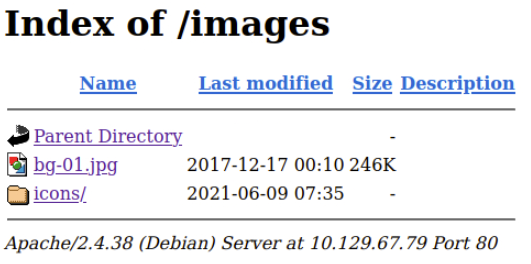 Index of /images
Name Last modified Size Description
Parent Directory -
bg-01.jpg 2017-12-17 00:10 246K
icons/ 2021-06-09 07:35 -
Apache/2.4.38 (Debian) Server at 10.129.67.79 Port 80